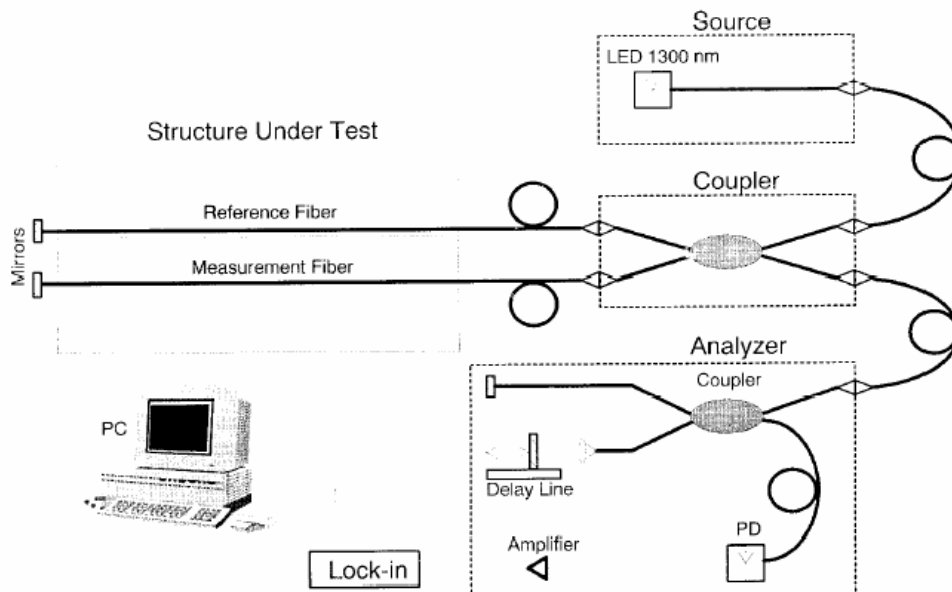 Source
LED 1300 nm
Structure Under Test
Coupler
Reference Fiber
Mirrors
Measurement Fiber
Analyzer
Coupler
PC
Delay Line
Amplifier
PD
Lock-in